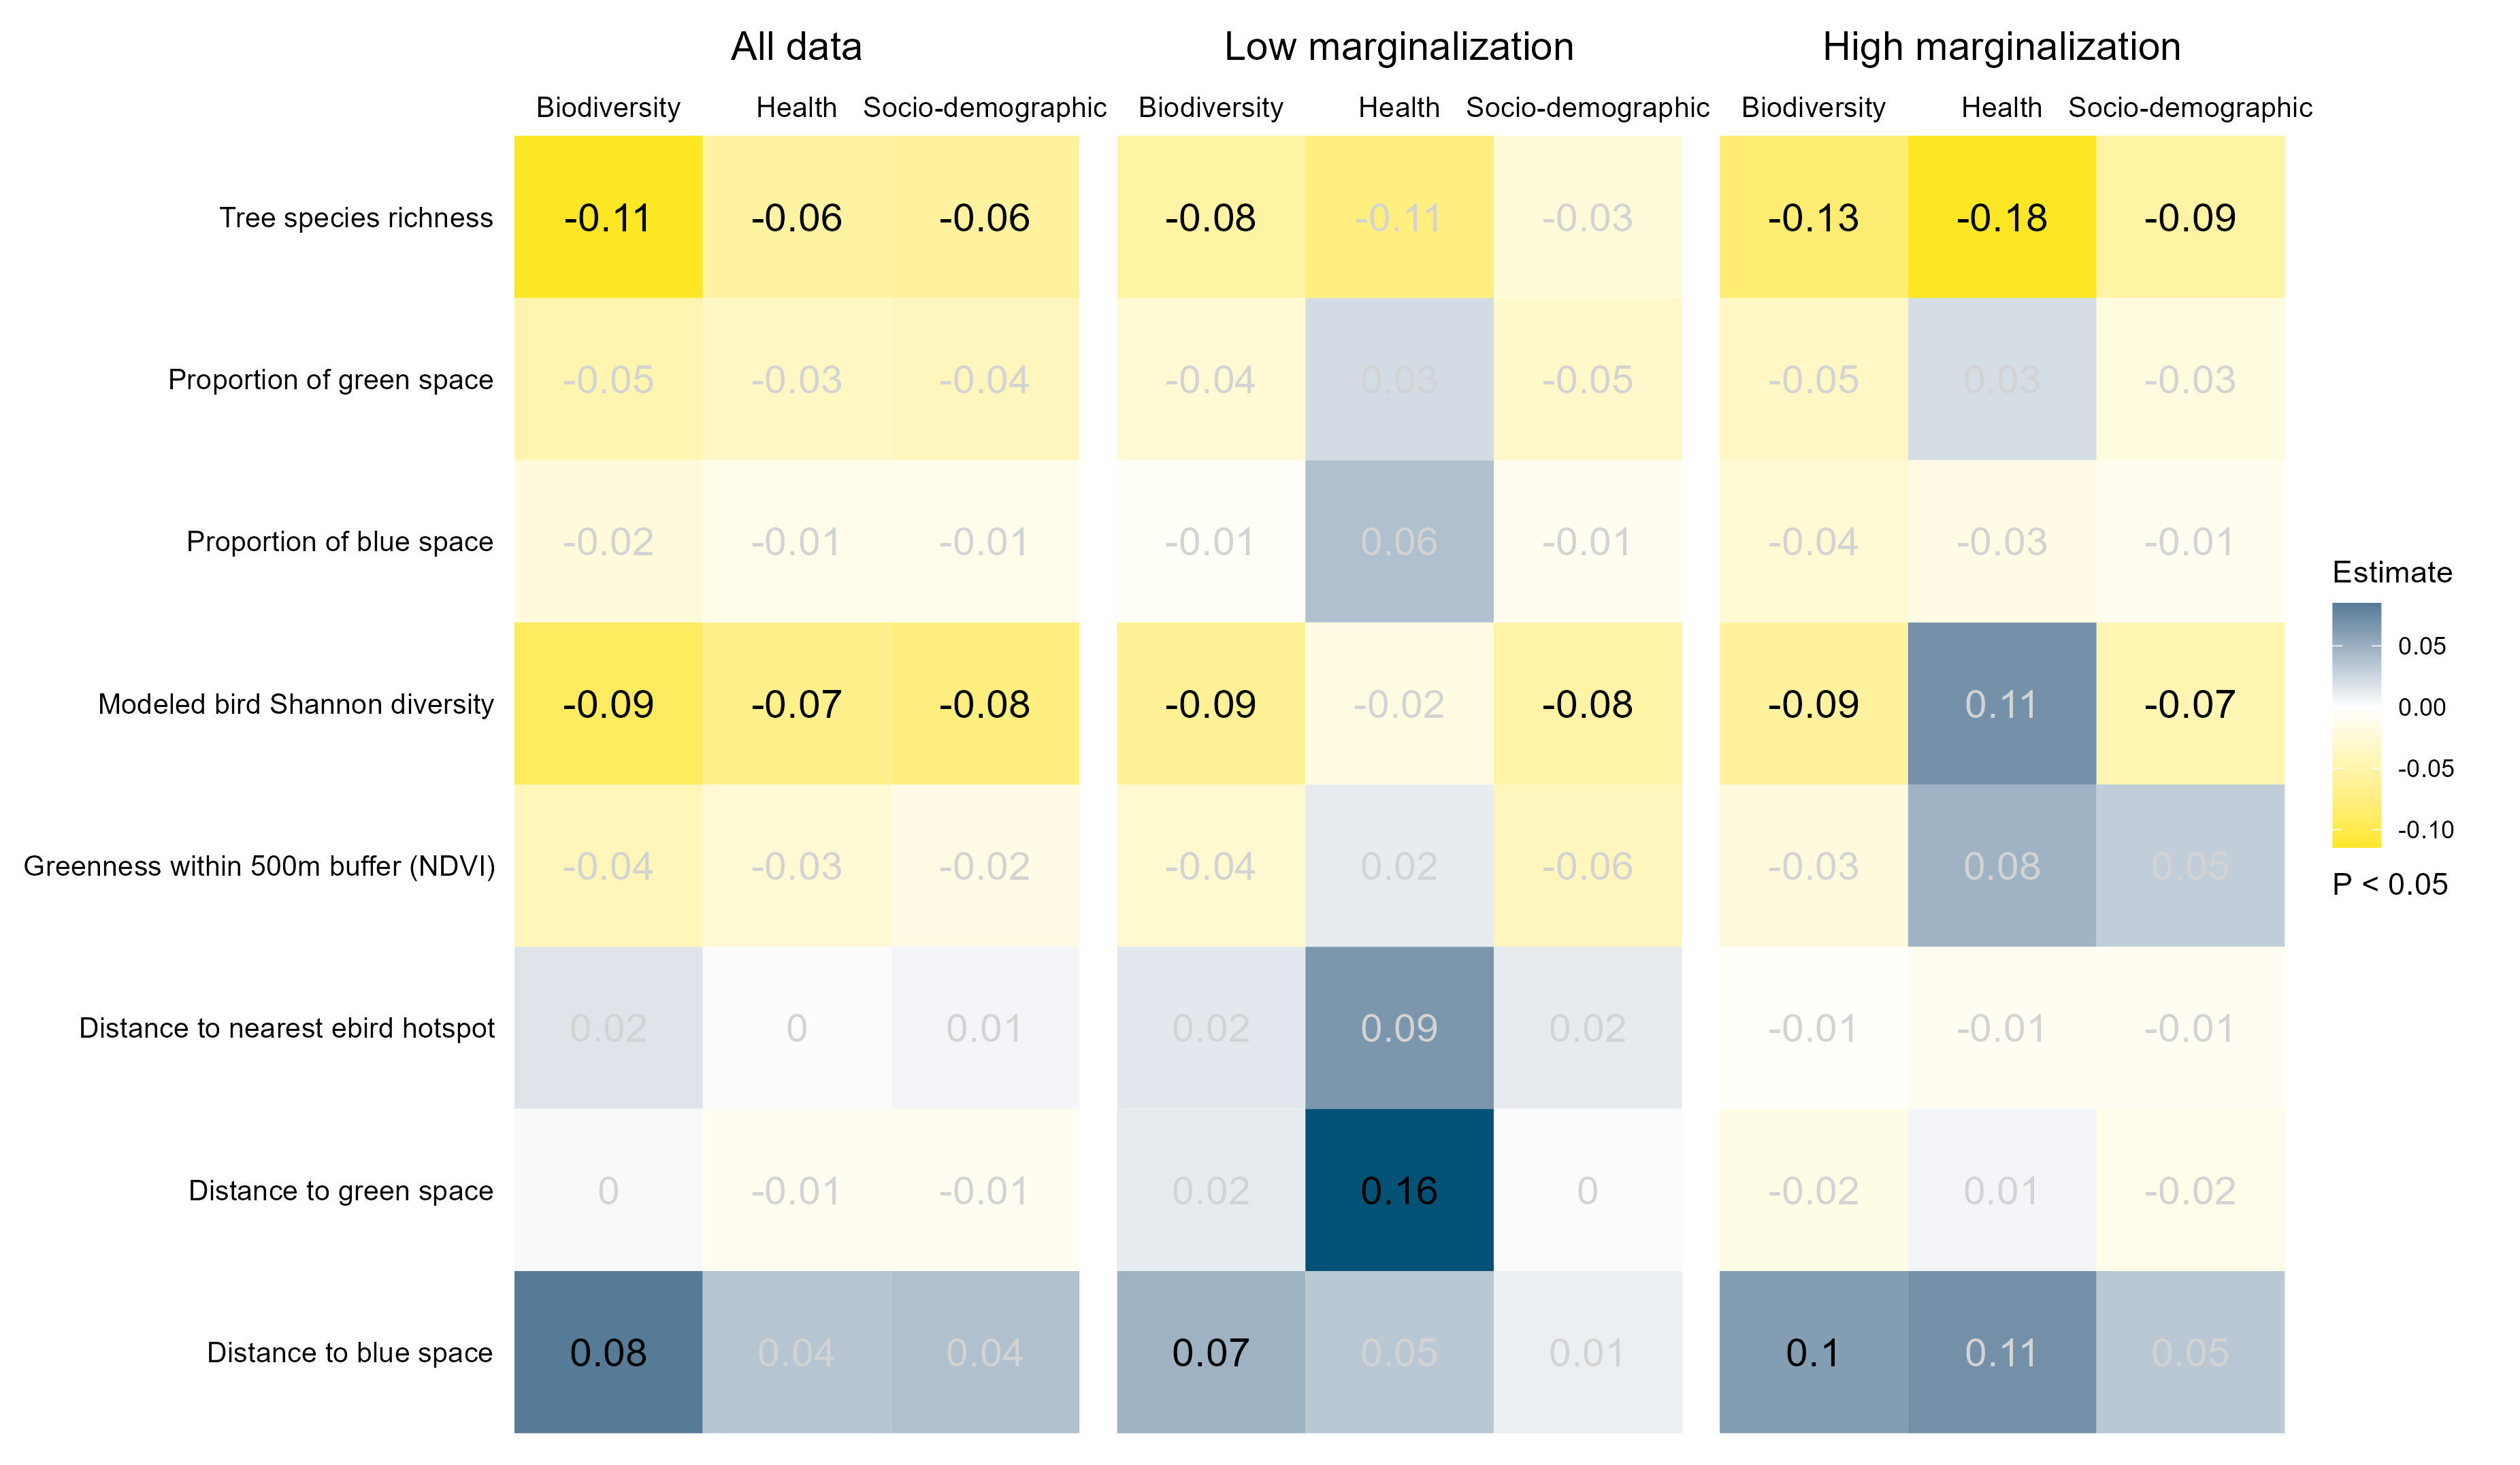 All data Low marginalization High marginalization
Biodiversity Health Socio-demographic Biodiversity Health Socio-demographic Biodiversity Health Socio-demographic
Tree species richness -0.11 -0.06 -0.06 -0.08 -0.11 -0.03 -0.13 -0.18 -0.09
Proportion of green space -0.05 -0.03 -0.04 -0.04 0.03 -0.05 -0.05 0.03 -0.03
Proportion of blue space -0.02 -0.01 -0.01 -0.01 0.06 -0.01 -0.04 -0.03 -0.01
Modeled bird Shannon diversity -0.09 -0.07 -0.08 -0.09 -0.02 -0.08 -0.09 0.11 -0.07
Greenness within 500m buffer (NDVI) -0.04 -0.03 -0.02 -0.04 0.02 -0.06 -0.03 0.08 0.05
Distance to nearest ebird hotspot 0.02 0 0.01 0.02 0.09 0.02 -0.01 -0.01 -0.01
Distance to green space 0 -0.01 -0.01 0.02 0.16 0 -0.02 0.01 -0.02
Distance to blue space 0.08 0.04 0.04 0.07 0.05 0.01 0.1 0.11 0.05
Estimate
0.05
0.00
-0.05
-0.10
P < 0.05